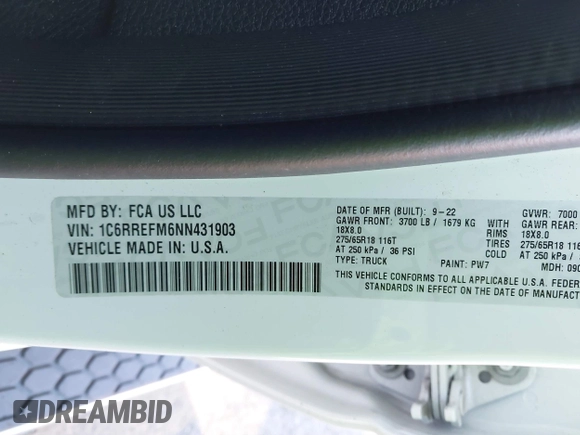 MFD BY: FCA US LLC
VIN: 1C6RREFM6NN431903
VEHICLE MADE IN: U.S.A.
DATE OF MFR (BUILT): 9-22
GVWR: 7000
GAWR FRONT: 3700 LB / 1679 KG
GAWR REAR:
18X8.0
RIMS
18X8.0
275/65R18 116T
TIRES
275/65R18 116
AT 250 kPa / 36 PSI
COLD
AT 250 kPa /
TYPE: TRUCK
PAINT: PW7
MDH: 090
THIS VEHICLE CONFORMS TO ALL APPLICABLE U.S.A. FEDER
STANDARDS IN EFFECT ON THE DATE OF MANUFACT
DREAMBID